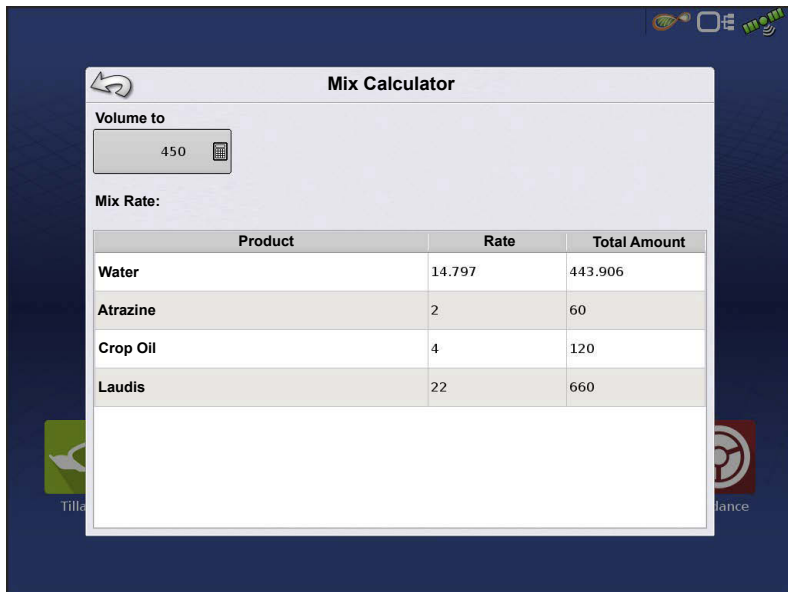 Mix Calculator
Volume to
450
Mix Rate:
Product Rate Total Amount
Water 14.797 443.906
Atrazine 2 60
Crop Oil 4 120
Laudis 22 660
Tilla
dance